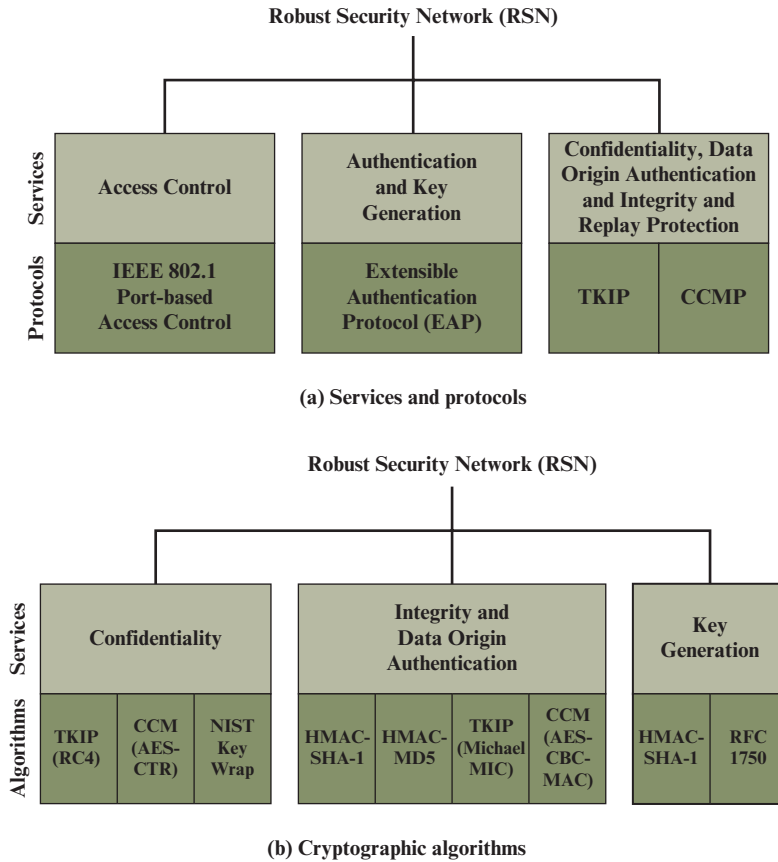 Robust Security Network (RSN)
Services
Access Control
Authentication
and Key
Generation
Confidentiality, Data
Origin Authentication
and Integrity and
Replay Protection
Protocols
IEEE 802.1
Port-based
Access Control
Extensible
Authentication
Protocol (EAP)
TKIP
CCMP
(a) Services and protocols
Robust Security Network (RSN)
Services
Confidentiality
Integrity and
Data Origin
Authentication
Key
Generation
Algorithms
TKIP
(RC4)
CCM
(AES-
CTR)
NIST
Key
Wrap
HMAC-
SHA-1
HMAC-
MD5
TKIP
(Michael
MIC)
CCM
(AES-
CBC-
MAC)
HMAC-
SHA-1
RFC
1750
(b) Cryptographic algorithms